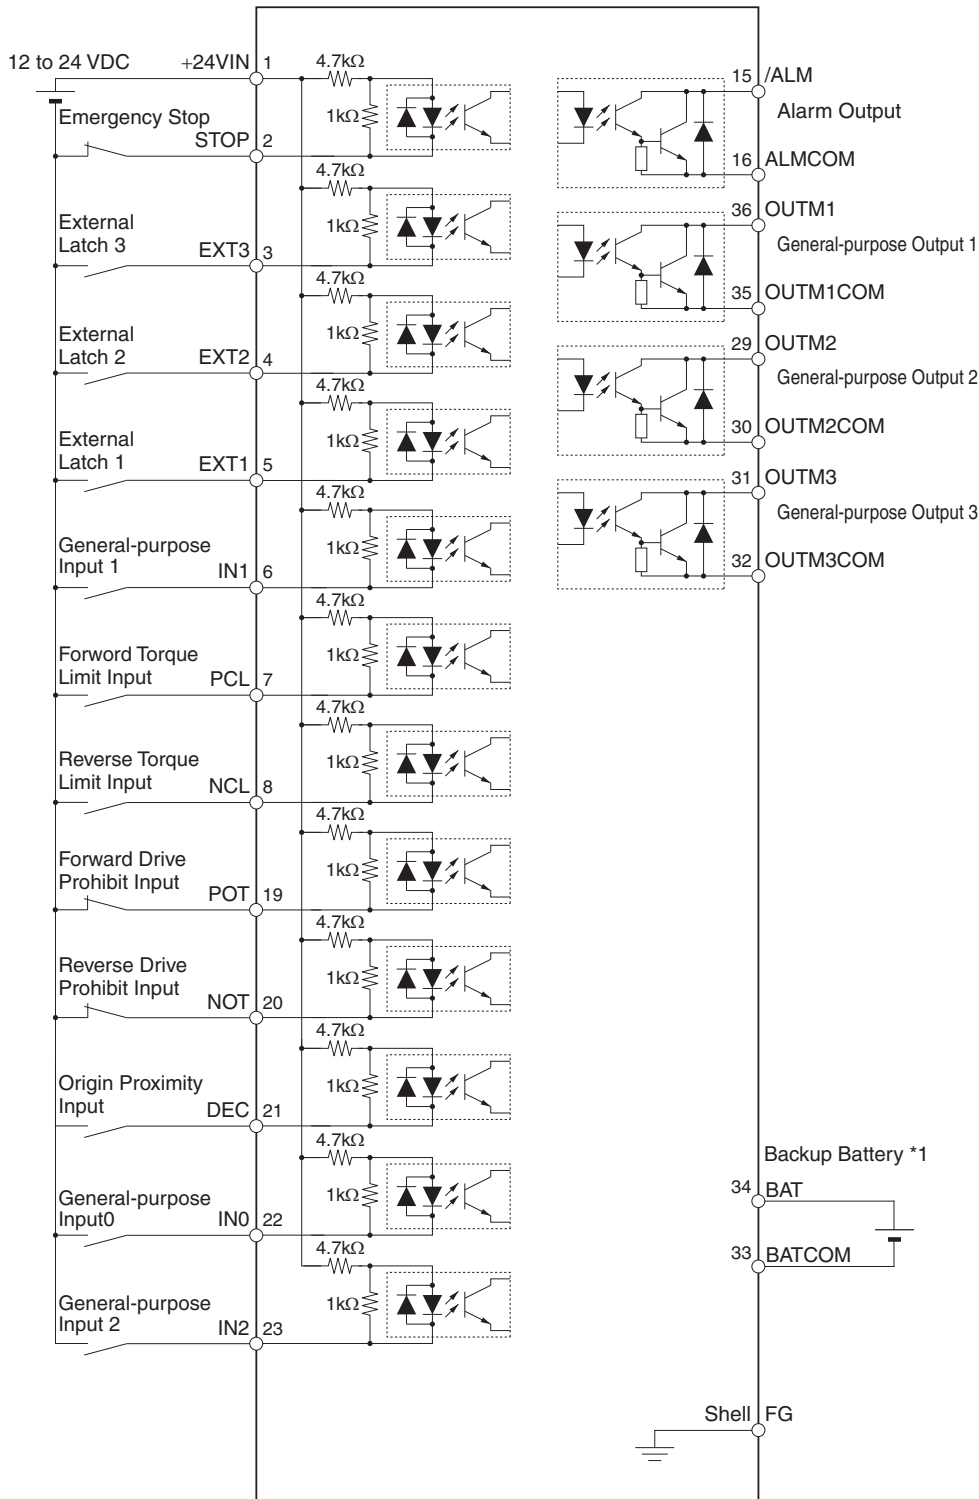 12 to 24 VDC
+24VIN 1
4.7kΩ
1kΩ
Emergency Stop
STOP 2
4.7kΩ
1kΩ
External
Latch 3
EXT3 3
4.7kΩ
1kΩ
External
Latch 2
EXT2 4
4.7kΩ
1kΩ
External
Latch 1
EXT1 5
4.7kΩ
1kΩ
General-purpose
Input 1
IN1 6
4.7kΩ
1kΩ
Forword Torque
Limit Input
PCL 7
4.7kΩ
1kΩ
Reverse Torque
Limit Input
NCL 8
4.7kΩ
1kΩ
Forward Drive
Prohibit Input
POT 19
4.7kΩ
1kΩ
Reverse Drive
Prohibit Input
NOT 20
4.7kΩ
1kΩ
Origin Proximity
Input
DEC 21
4.7kΩ
1kΩ
General-purpose
Input0
IN0 22
4.7kΩ
1kΩ
General-purpose
Input 2
IN2 23
15 /ALM
Alarm Output
16 ALMCOM
36 OUTM1
General-purpose Output 1
35 OUTM1COM
29 OUTM2
General-purpose Output 2
30 OUTM2COM
31 OUTM3
General-purpose Output 3
32 OUTM3COM
Backup Battery *1
34 BAT
33 BATCOM
Shell FG